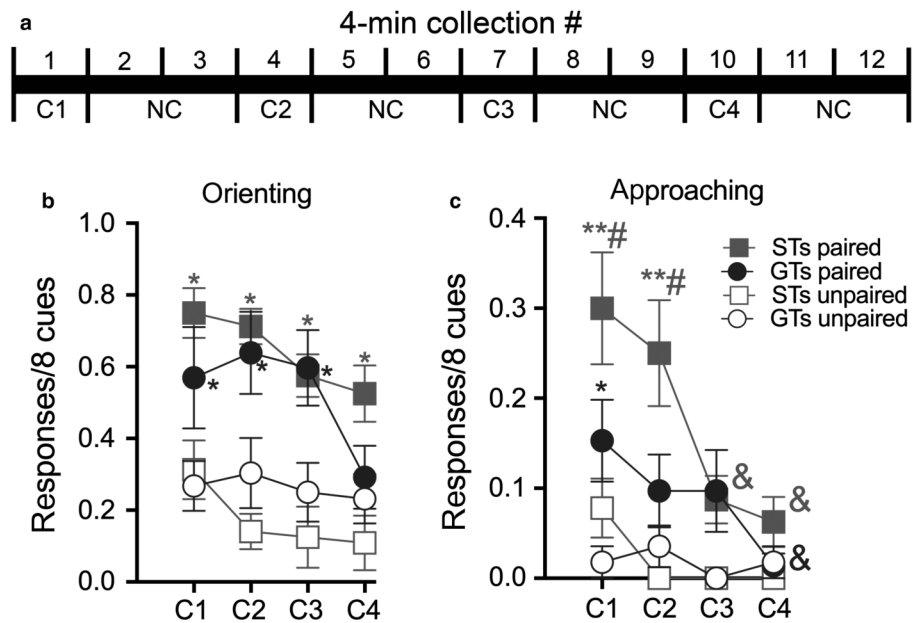 a
4-min collection #
1 2 3 4 5 6 7 8 9 10 11 12
C1 NC C2 NC C3 NC C4 NC
b
Orienting
1.0
0.8
0.6
0.4
0.2
0.0
Responses/8 cues
* * * *
* * *
C1 C2 C3 C4
c
Approaching
0.4
0.3
0.2
0.1
0.0
Responses/8 cues
**# **#
*
& &
&
STs paired
GTs paired
STs unpaired
GTs unpaired
C1 C2 C3 C4